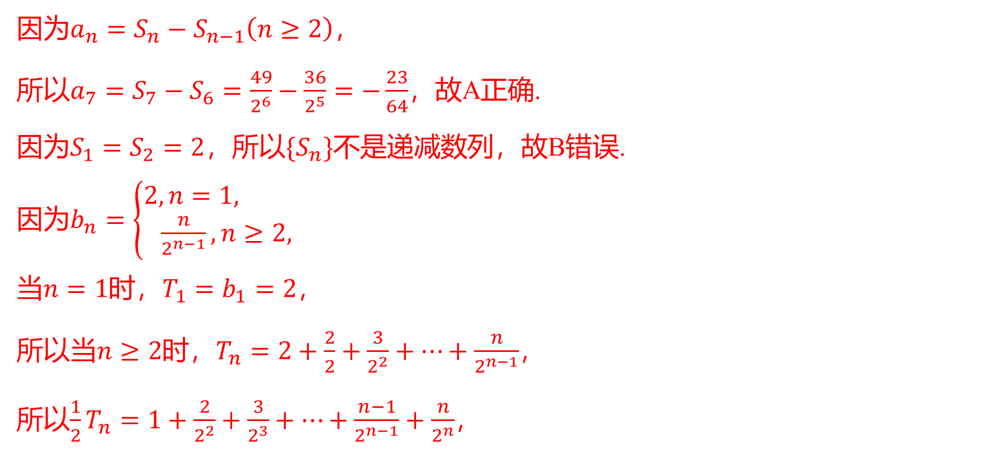 因为$a_n=S_n-S_{n-1}(n\geq 2)$,
所以$a_7=S_7-S_6=\frac{49}{2^6}-\frac{36}{2^5}=-\frac{23}{64}$, 故A正确.
因为$S_1=S_2=2$, 所以$\{S_n\}$不是递减数列, 故B错误.
因为$b_n=\begin{cases}2,n=1,\\ \frac{n}{2^{n-1}},n\geq 2,\end{cases}$
当$n=1$时, $T_1=b_1=2$,
所以当$n\geq 2$时, $T_n=2+\frac{2}{2}+\frac{3}{2^2}+\cdots+\frac{n}{2^{n-1}}$,
所以$\frac{1}{2}T_n=1+\frac{2}{2^2}+\frac{3}{2^3}+\cdots+\frac{n-1}{2^{n-1}}+\frac{n}{2^n}$,